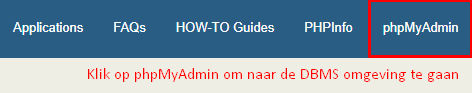 Applications FAQs HOW-TO Guides PHPInfo phpMyAdmin
Klik op phpMyAdmin om naar de DBMS omgeving te gaan